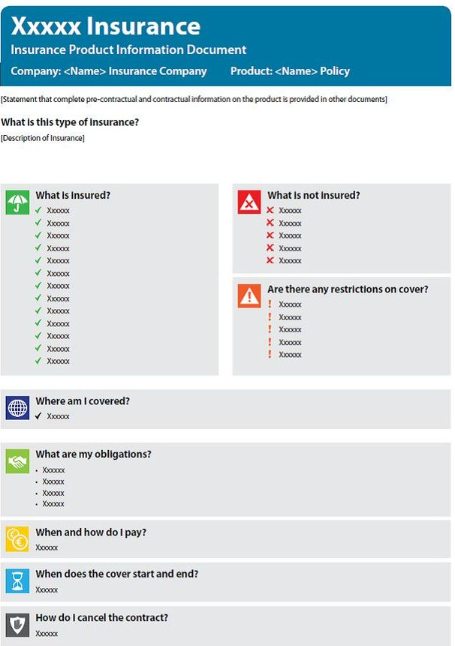 Xxxxx Insurance
Insurance Product Information Document
Company: <Name> Insurance Company Product: <Name> Policy
[Statement that complete pre-contractual and contractual information on the product is provided in other documents]
What is this type of insurance?
[Description of Insurance]
What is insured?
✓ Xxxxxx
✓ Xxxxxx
✓ Xxxxxx
✓ Xxxxxx
✓ Xxxxxx
✓ Xxxxxx
✓ Xxxxxx
✓ Xxxxxx
✓ Xxxxxx
✓ Xxxxxx
✓ Xxxxxx
✓ Xxxxxx
✓ Xxxxxx
What is not insured?
✗ Xxxxxx
✗ Xxxxxx
✗ Xxxxxx
✗ Xxxxxx
✗ Xxxxxx
Are there any restrictions on cover?
! Xxxxxx
! Xxxxxx
! Xxxxxx
! Xxxxxx
! Xxxxxx
Where am I covered?
✓ Xxxxxx
What are my obligations?
• Xxxxxx
• Xxxxxx
• Xxxxxx
• Xxxxxx
When and how do I pay?
Xxxxxx
When does the cover start and end?
Xxxxxx
How do I cancel the contract?
Xxxxxx